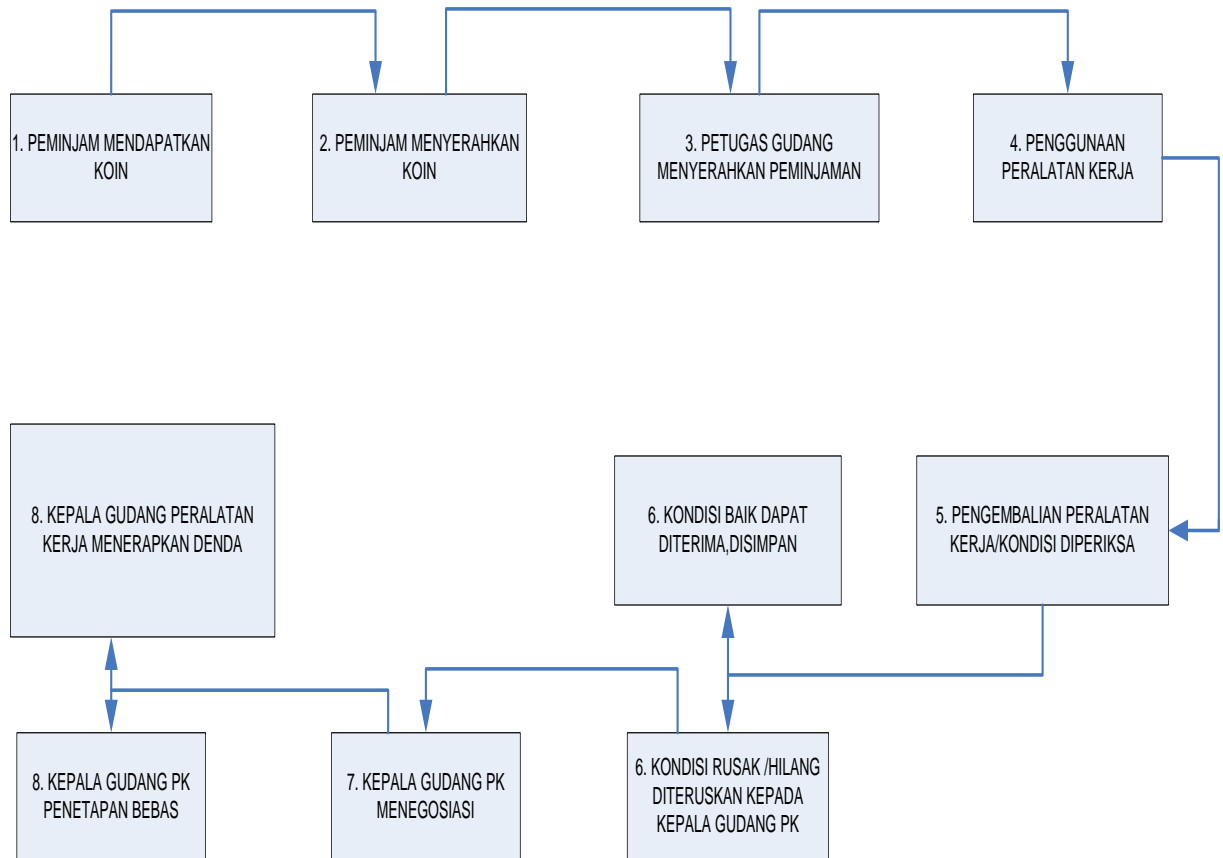 1. PEMINJAM MENDAPATKAN
KOIN
2. PEMINJAM MENYERAHKAN
KOIN
3. PETUGAS GUDANG
MENYERAHKAN PEMINJAMAN
4. PENGGUNAAN
PERALATAN KERJA
5. PENGEMBALIAN PERALATAN
KERJA/KONDISI DIPERIKSA
6. KONDISI BAIK DAPAT
DITERIMA,DISIMPAN
6. KONDISI RUSAK /HILANG
DITERUSKAN KEPADA
KEPALA GUDANG PK
7. KEPALA GUDANG PK
MENEGOSIASI
8. KEPALA GUDANG PERALATAN
KERJA MENERAPKAN DENDA
8. KEPALA GUDANG PK
PENETAPAN BEBAS